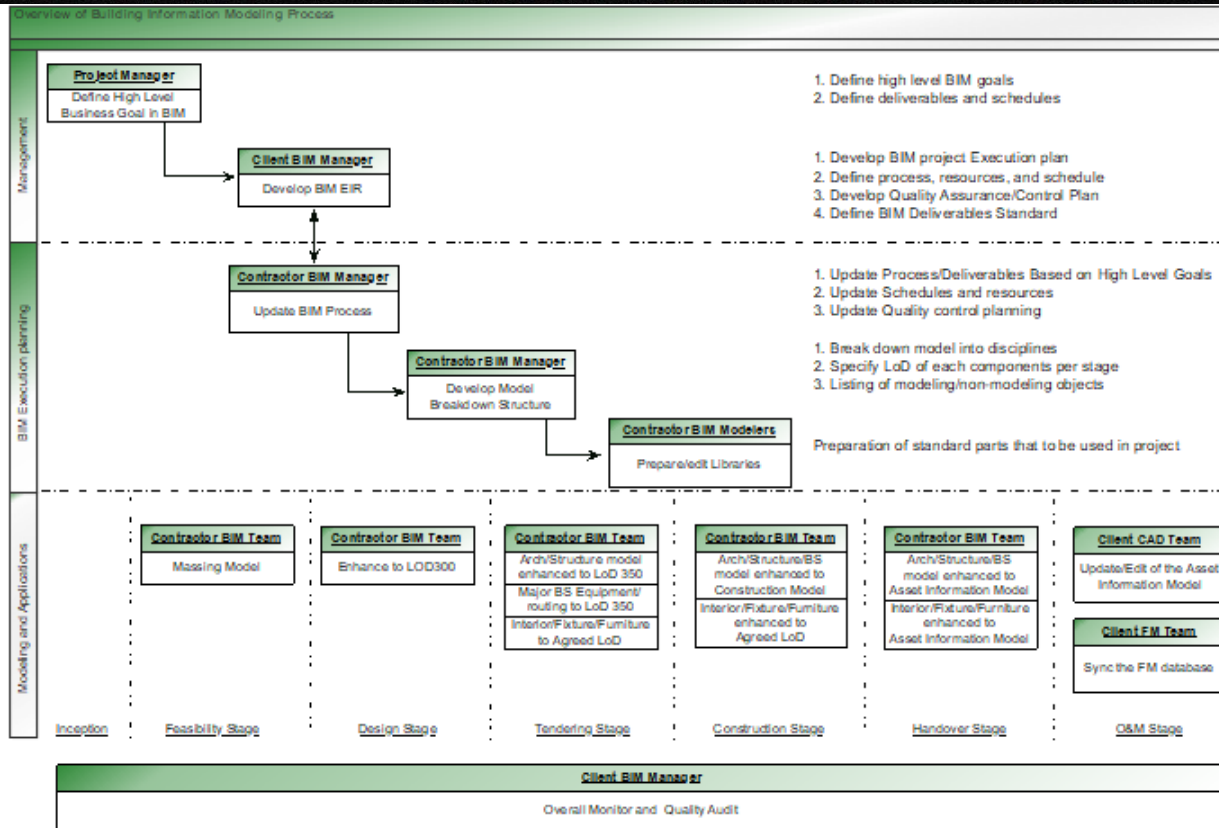 Overview of Building Information Modeling Process
Management
Project Manager
Define High Level
Business Goal in BIM
1. Define high level BIM goals
2. Define deliverables and schedules
Client BIM Manager
Develop BIM EIR
1. Develop BIM project Execution plan
2. Define process, resources, and schedule
3. Develop Quality Assurance/Control Plan
4. Define BIM Deliverables Standard
BIM Execution planning
Contractor BIM Manager
Update BIM Process
1. Update Process/Deliverables Based on High Level Goals
2. Update Schedules and resources
3. Update Quality control planning
Contractor BIM Manager
Develop Model
Breakdown Structure
1. Break down model into disciplines
2. Specify LoD of each components per stage
3. Listing of modeling/non-modeling objects
Contractor BIM Modelers
Prepare/edit Libraries
Preparation of standard parts that to be used in project
Modeling and Applications
Inception
Contractor BIM Team
Massing Model
Feasibility Stage
Contractor BIM Team
Enhance to LOD300
Design Stage
Contractor BIM Team
Arch/Structure model
enhanced to LoD 350
Major BS Equipment/
routing to LoD 350
Interior/Fixture/Furniture
to Agreed LoD
Tendering Stage
Contractor BIM Team
Arch/Structure/BS
model enhanced to
Construction Model
Interior/Fixture/Furniture
enhanced to
Agreed LoD
Construction Stage
Contractor BIM Team
Arch/Structure/BS
model enhanced to
Asset Information Model
Interior/Fixture/Furniture
enhanced to
Asset Information Model
Handover Stage
Client CAD Team
Update/Edit of the Asset
Information Model
Client FM Team
Sync the FM database
O&M Stage
Client BIM Manager
Overall Monitor and Quality Audit